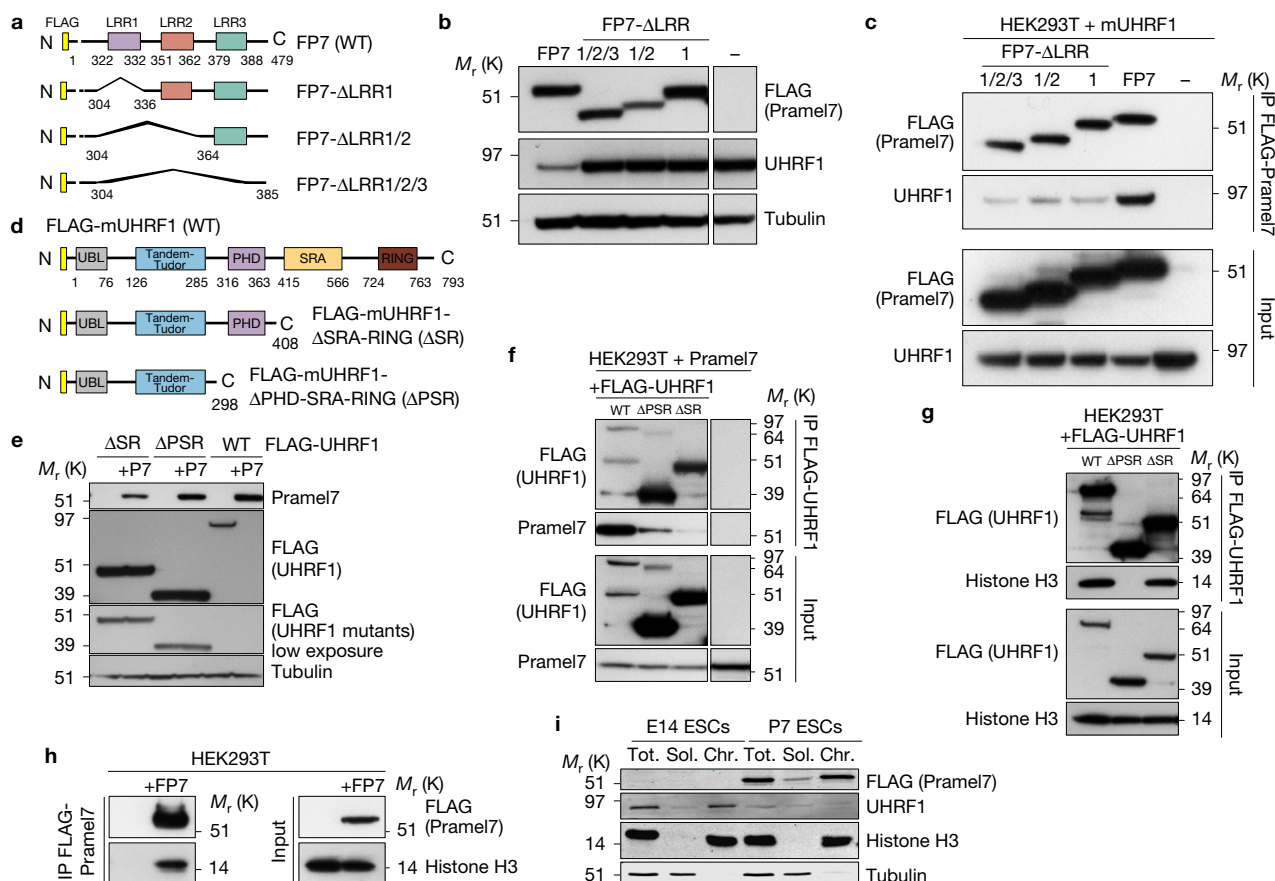 a
FLAG LRR1 LRR2 LRR3
N C FP7 (WT)
1 322 332 351 362 379 388 479
N FP7-ΔLRR1
304 336
N FP7-ΔLRR1/2
304 364
N FP7-ΔLRR1/2/3
304 385
b
FP7-ΔLRR
FP7 1/2/3 1/2 1 –
Mr (K)
51 FLAG
(Pramel7)
97 UHRF1
51 Tubulin
c
HEK293T + mUHRF1
FP7-ΔLRR
1/2/3 1/2 1 FP7 – Mr (K)
FLAG
(Pramel7) 51
UHRF1 97
IP FLAG-Pramel7
FLAG
(Pramel7) 51
UHRF1 97
Input
d FLAG-mUHRF1 (WT)
N UBL Tandem-Tudor PHD SRA RING C
1 76 126 285 316 363 415 566 724 763 793
N UBL Tandem-Tudor PHD C
408
FLAG-mUHRF1-
ΔSRA-RING (ΔSR)
N UBL Tandem-Tudor C
298
FLAG-mUHRF1-
ΔPHD-SRA-RING (ΔPSR)
e
ΔSR ΔPSR WT FLAG-UHRF1
Mr (K) +P7 +P7 +P7
51 Pramel7
97
51 FLAG
(UHRF1)
39
51 FLAG
(UHRF1 mutants)
39 low exposure
51 Tubulin
f
HEK293T + Pramel7
+FLAG-UHRF1
WT ΔPSR ΔSR Mr (K)
97
64
FLAG
(UHRF1) 51
39
Pramel7 51
IP FLAG-UHRF1
97
64
FLAG
(UHRF1) 51
39
Pramel7 51
Input
g
HEK293T
+FLAG-UHRF1
WT ΔPSR ΔSR Mr (K)
97
64
FLAG (UHRF1) 51
39
Histone H3 14
IP FLAG-UHRF1
97
64
FLAG (UHRF1) 51
39
Histone H3 14
Input
h
HEK293T
+FP7 Mr (K) +FP7 Mr (K)
IP FLAG-
Pramel7
51
14
Input
51 FLAG
(Pramel7)
14 Histone H3
i
E14 ESCs P7 ESCs
Mr (K) Tot. Sol. Chr. Tot. Sol. Chr.
51 FLAG (Pramel7)
97 UHRF1
14 Histone H3
51 Tubulin